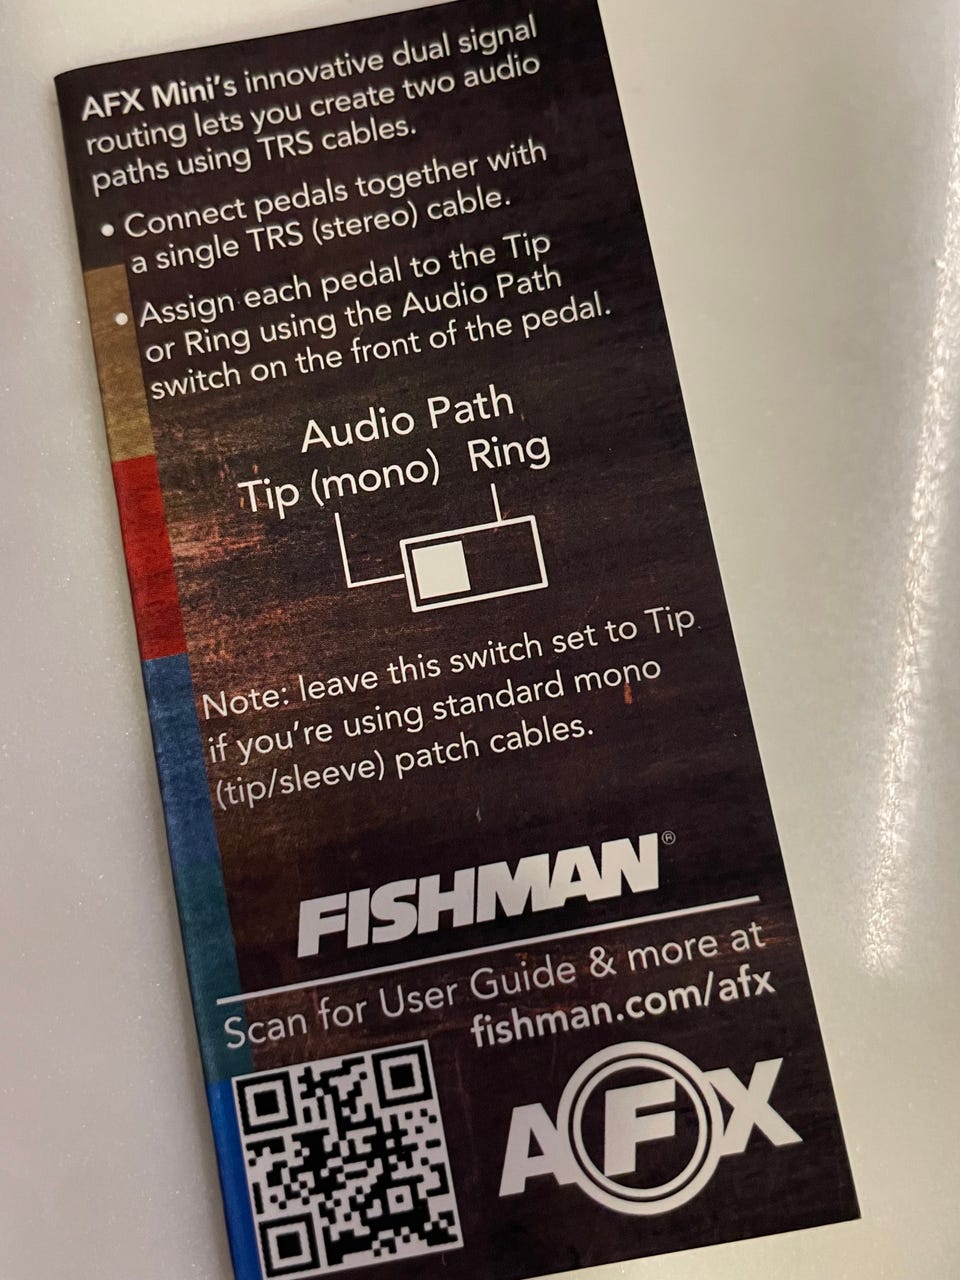 AFX Mini's innovative dual signal
routing lets you create two audio
paths using TRS cables.
• Connect pedals together with
a single TRS (stereo) cable.
• Assign each pedal to the Tip
or Ring using the Audio Path
switch on the front of the pedal.
Audio Path
Tip (mono) Ring
Note: leave this switch set to Tip
if you're using standard mono
(tip/sleeve) patch cables.
FISHMAN®
Scan for User Guide & more at
fishman.com/afx
AFX